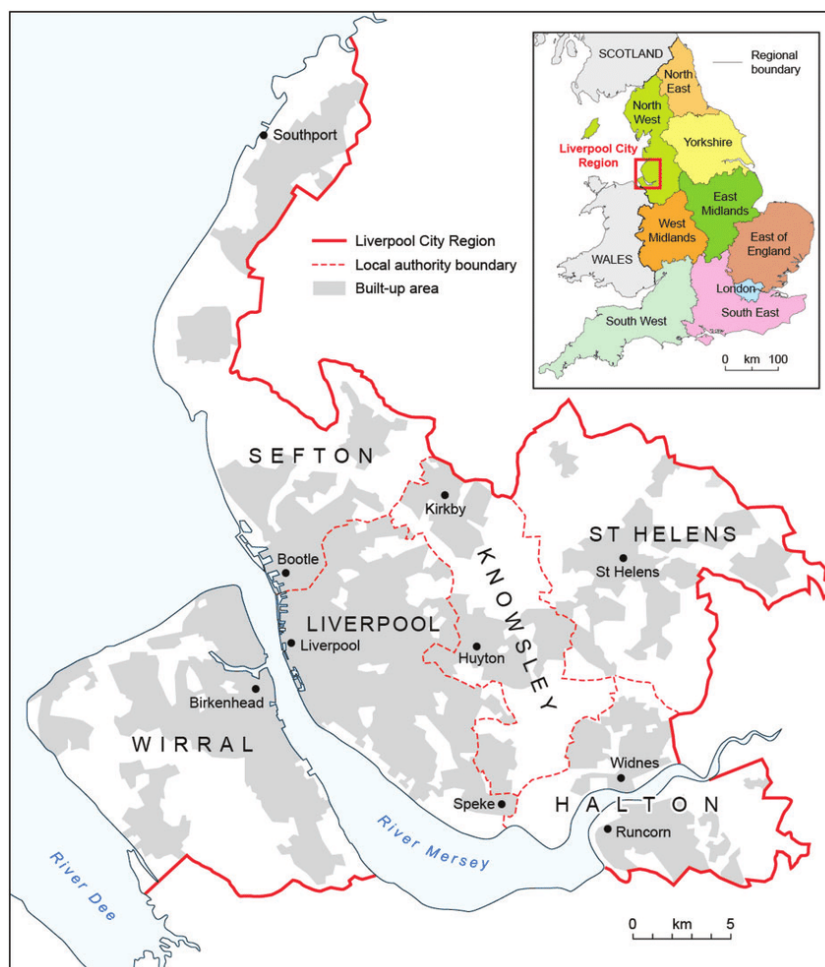 Southport
Liverpool City Region
Local authority boundary
Built-up area
SCOTLAND
Regional
boundary
North
East
North
West
Yorkshire
Liverpool City
Region
East
Midlands
West
Midlands
East of
England
WALES
London
South East
South West
0 km 100
SEFTON
Kirkby
KNOWSLEY
ST HELENS
St Helens
Bootle
LIVERPOOL
Liverpool
Huyton
Birkenhead
WIRRAL
Widnes
Speke
HALTON
Runcorn
River Mersey
River Dee
0 km 5